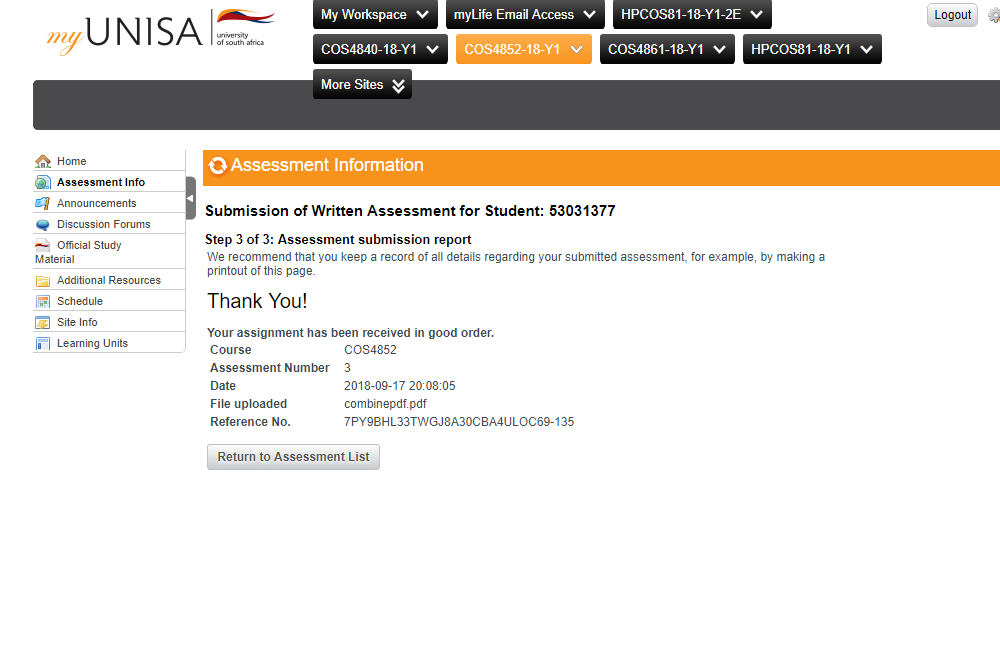 myUNISA
university
of south africa
My Workspace
myLife Email Access
HPCOS81-18-Y1-2E
Logout
COS4840-18-Y1
COS4852-18-Y1
COS4861-18-Y1
HPCOS81-18-Y1
More Sites
Home
Assessment Info
Announcements
Discussion Forums
Official Study
Material
Additional Resources
Schedule
Site Info
Learning Units
Assessment Information
Submission of Written Assessment for Student: 53031377
Step 3 of 3: Assessment submission report
We recommend that you keep a record of all details regarding your submitted assessment, for example, by making a
printout of this page.
Thank You!
Your assignment has been received in good order.
Course COS4852
Assessment Number 3
Date 2018-09-17 20:08:05
File uploaded combinepdf.pdf
Reference No. 7PY9BHL33TWGJ8A30CBA4ULOC69-135
Return to Assessment List